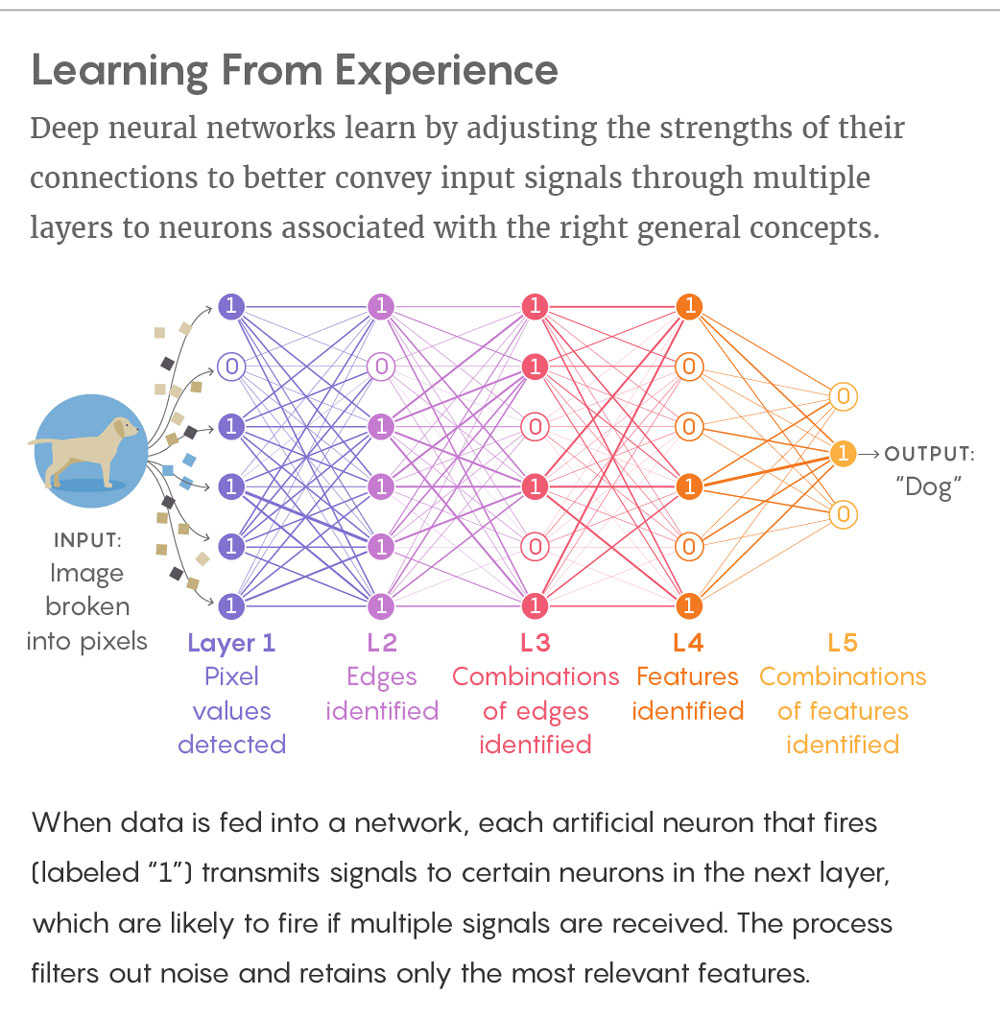 Learning From Experience
Deep neural networks learn by adjusting the strengths of their
connections to better convey input signals through multiple
layers to neurons associated with the right general concepts.
1 1 1 1
0 0 1 0
0
1 1 0 0
1 OUTPUT:
“Dog“
1 1 1 1
0
1 1 0 0
1 1 1 1
INPUT:
Image
broken
into pixels
Layer 1
Pixel
values
detected
L2
Edges
identified
L3
Combinations
of edges
identified
L4
Features
identified
L5
Combinations
of features
identified
When data is fed into a network, each artificial neuron that fires
(labeled “1”) transmits signals to certain neurons in the next layer,
which are likely to fire if multiple signals are received. The process
filters out noise and retains only the most relevant features.